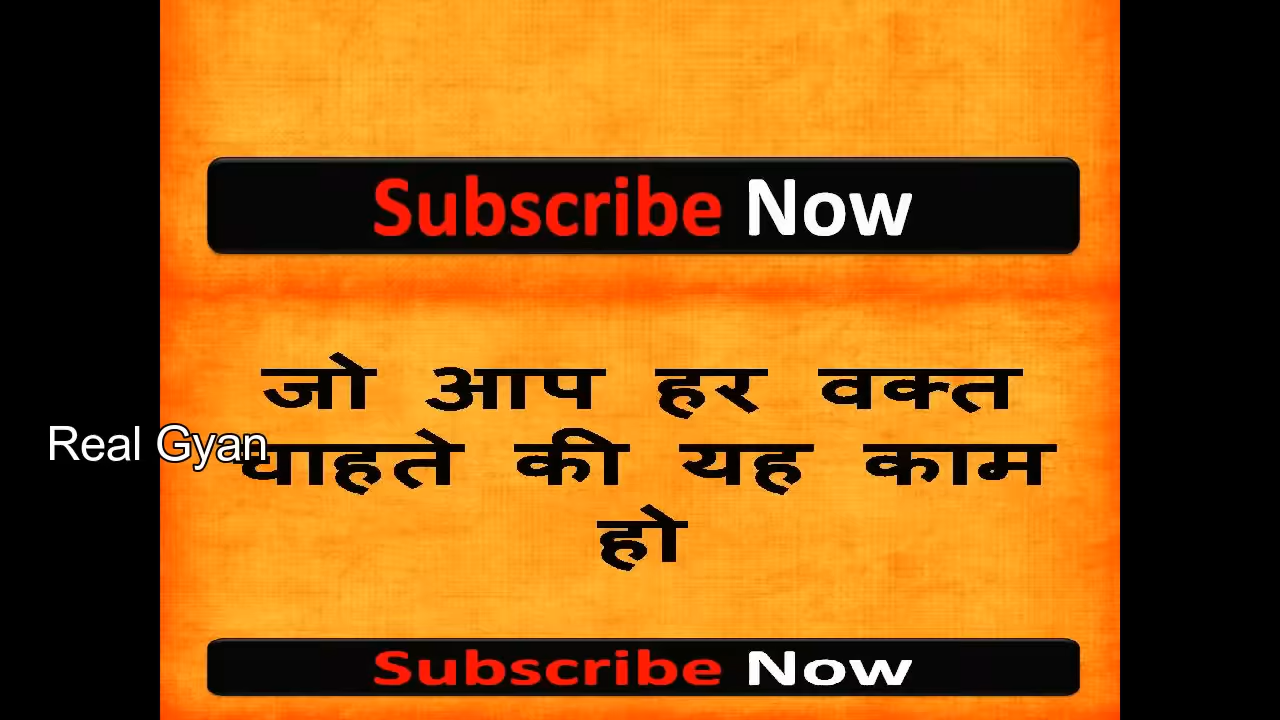 Subscribe Now
जो आप हर वक्त
Real Gyan
चाहते की यह काम
हो
Subscribe Now